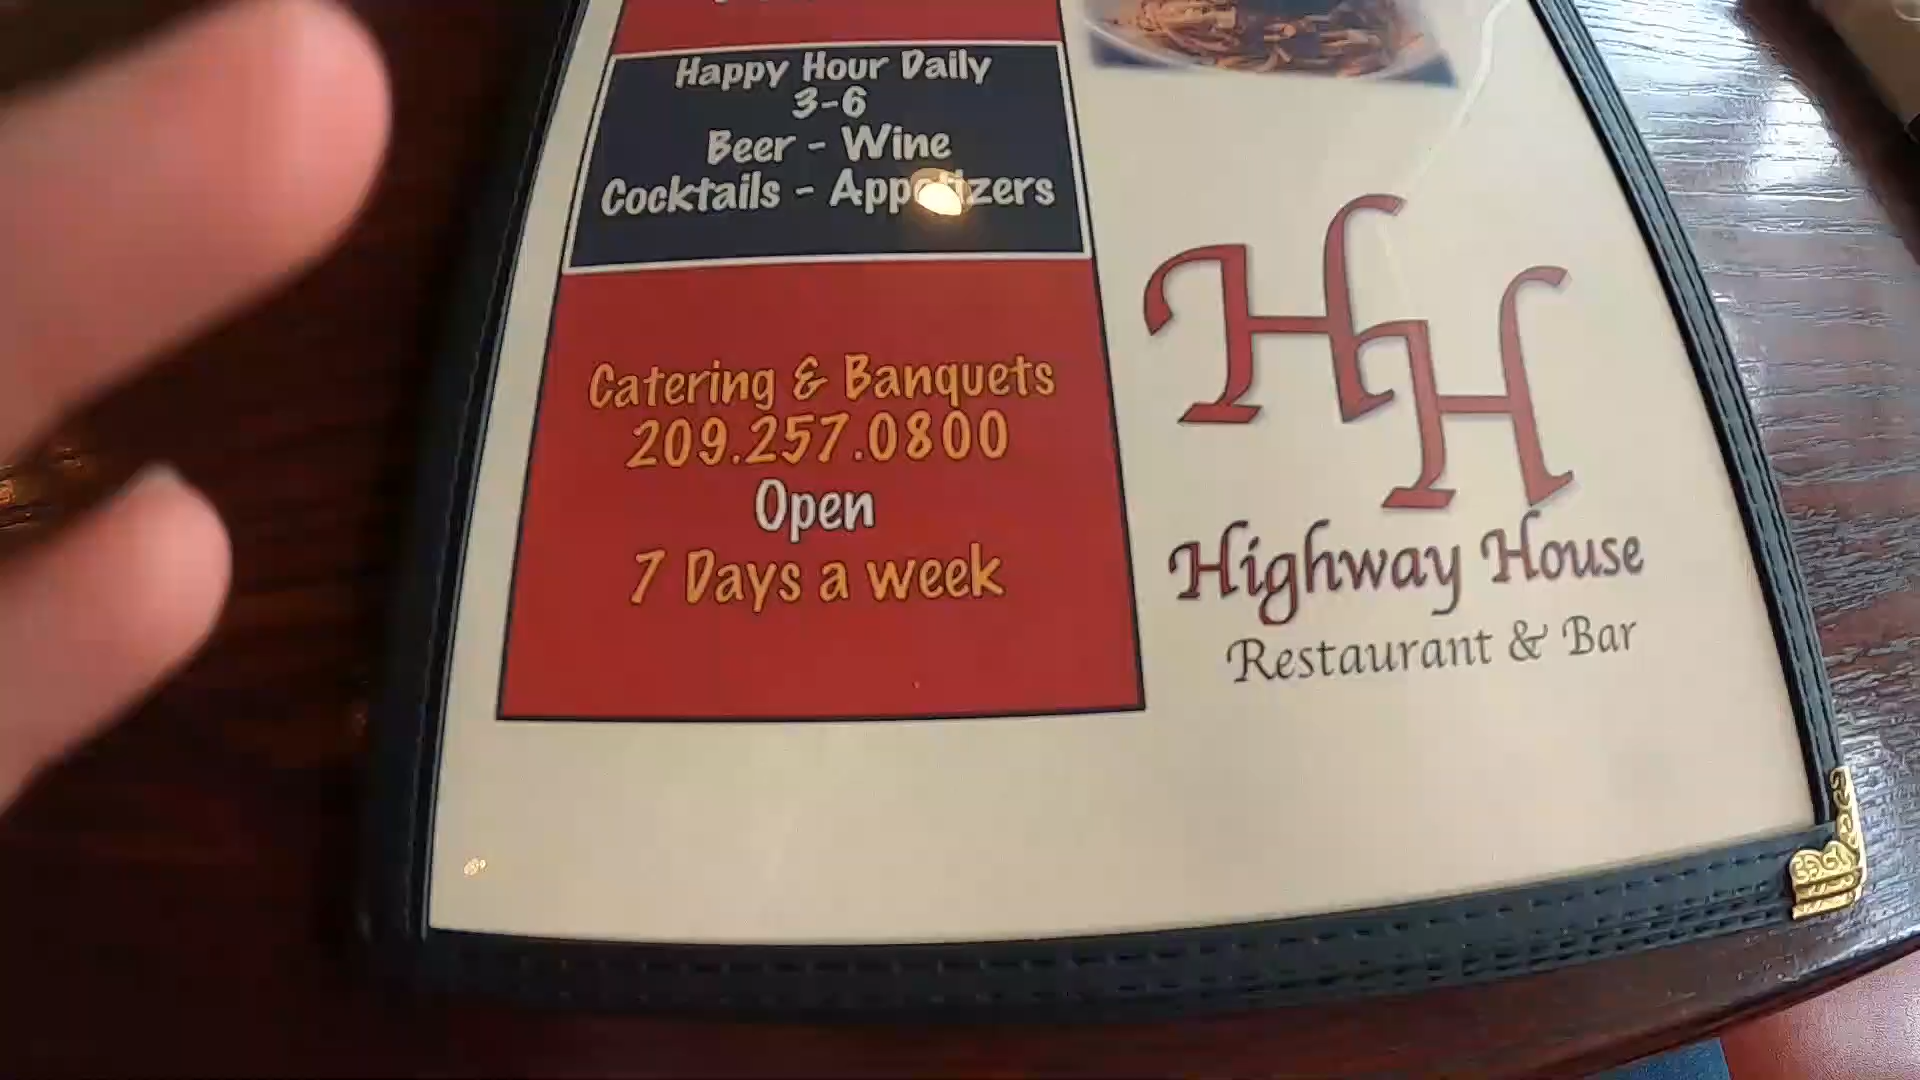 Happy Hour Daily
3-6
Beer - Wine
Cocktails - Appetizers
Catering & Banquets
209.257.0800
Open
7 Days a week
HH
Highway House
Restaurant & Bar